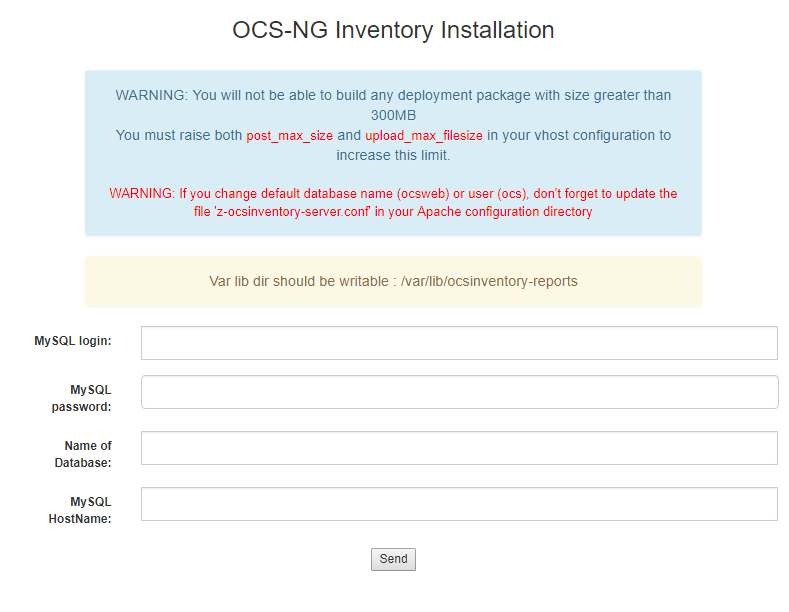 OCS-NG Inventory Installation
WARNING: You will not be able to build any deployment package with size greater than
300MB
You must raise both post_max_size and upload_max_filesize in your vhost configuration to
increase this limit.
WARNING: If you change default database name (ocsweb) or user (ocs), don't forget to update the
file 'z-ocsinventory-server.conf' in your Apache configuration directory
Var lib dir should be writable : /var/lib/ocsinventory-reports
MySQL login:
MySQL
password:
Name of
Database:
MySQL
HostName:
Send